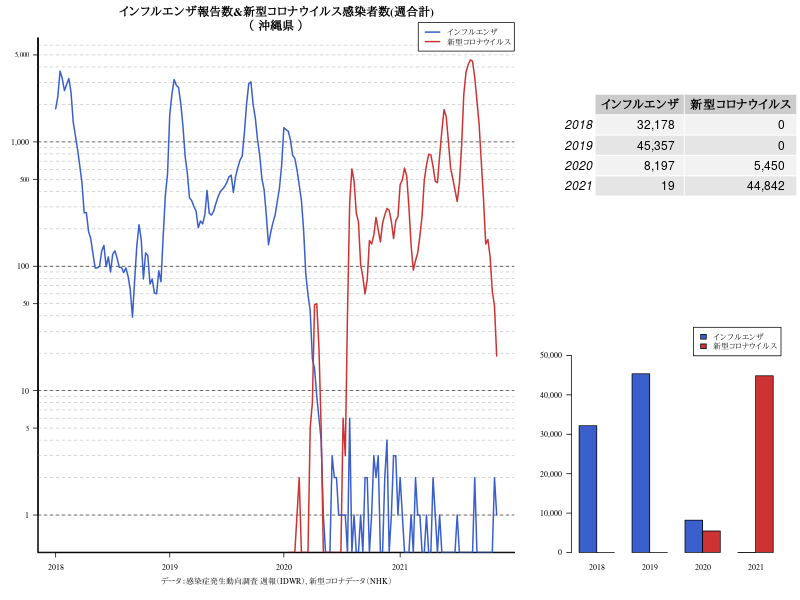 インフルエンザ報告数&新型コロナウイルス感染者数(週合計)
( 沖縄県 )
インフルエンザ
新型コロナウイルス
5,000
1,000
500
100
50
10
5
1
2018 2019 2020 2021
データ:感染症発生動向調査 週報(IDWR)、新型コロナデータ(NHK)
インフルエンザ 新型コロナウイルス
2018 32,178 0
2019 45,357 0
2020 8,197 5,450
2021 19 44,842
インフルエンザ
新型コロナウイルス
50,000
40,000
30,000
20,000
10,000
0
2018 2019 2020 2021